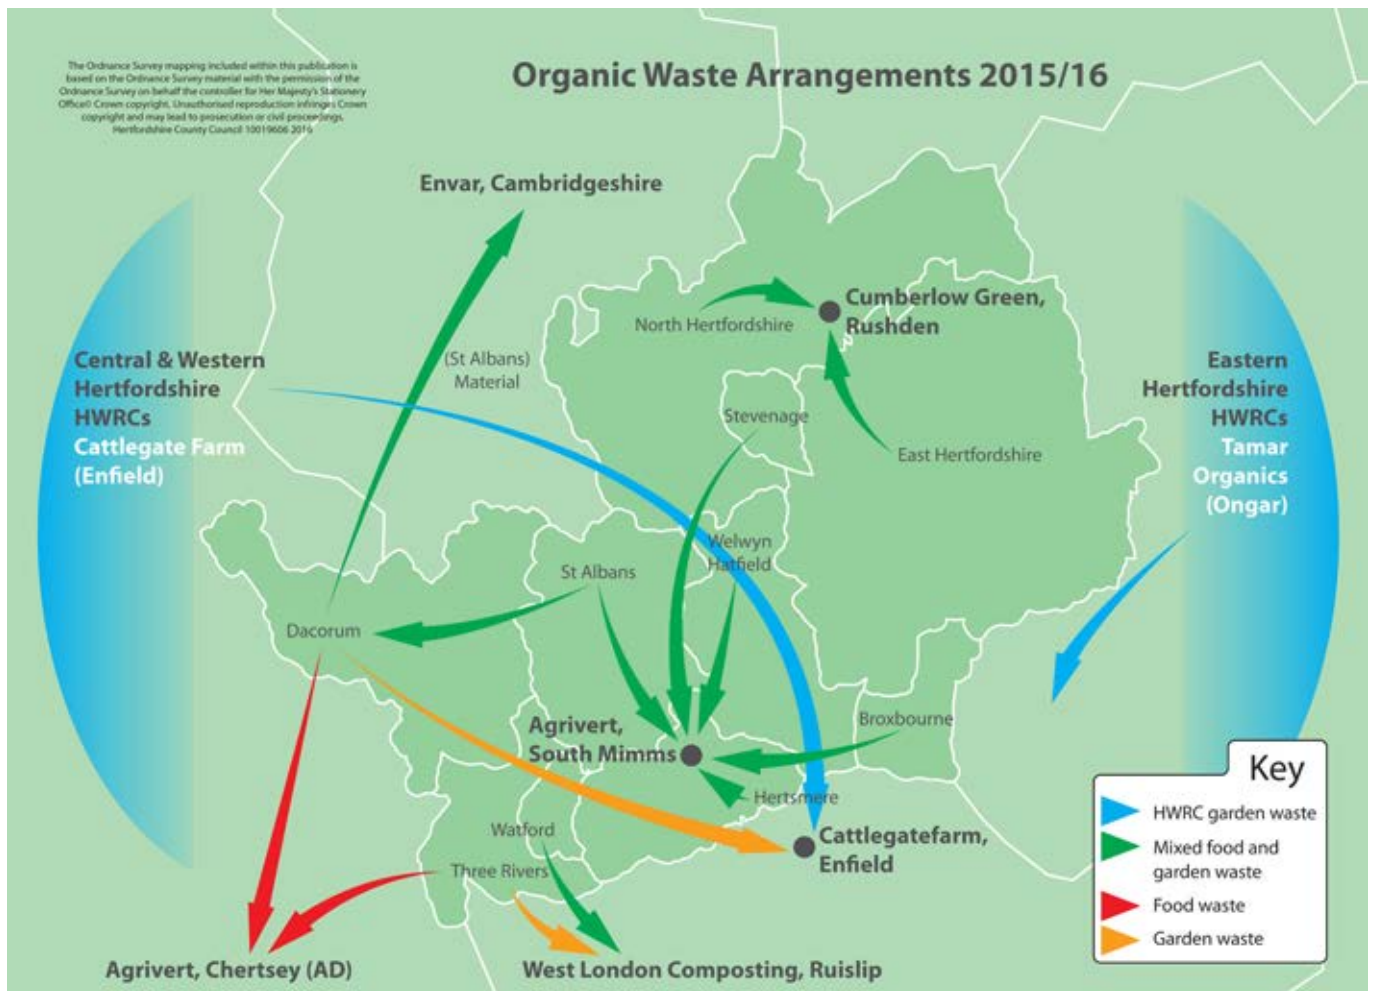 The Ordnance Survey mapping included within this publication is
based on the Ordnance Survey material with the permission of the
Ordnance Survey on behalf the controller for Her Majesty's Stationery
Office© Crown copyright. Unauthorised reproduction infringes Crown
copyright and may lead to prosecution or civil proceedings.
Hertfordshire County Council 10019606 2016
Organic Waste Arrangements 2015/16
Envar, Cambridgeshire
Cumberlow Green,
Rushden
North Hertfordshire
(St Albans)
Material
Central & Western
Hertfordshire
HWRCs
Cattlegate Farm
(Enfield)
Eastern
Hertfordshire
HWRCs
Tamar
Organics
(Ongar)
Stevenage
East Hertfordshire
Welwyn
Hatfield
St Albans
Dacorum
Broxbourne
Agrivert,
South Mimms
Hertsmere
Watford
Three Rivers
Cattlegatefarm,
Enfield
Agrivert, Chertsey (AD)
West London Composting, Ruislip
Key
HWRC garden waste
Mixed food and
garden waste
Food waste
Garden waste